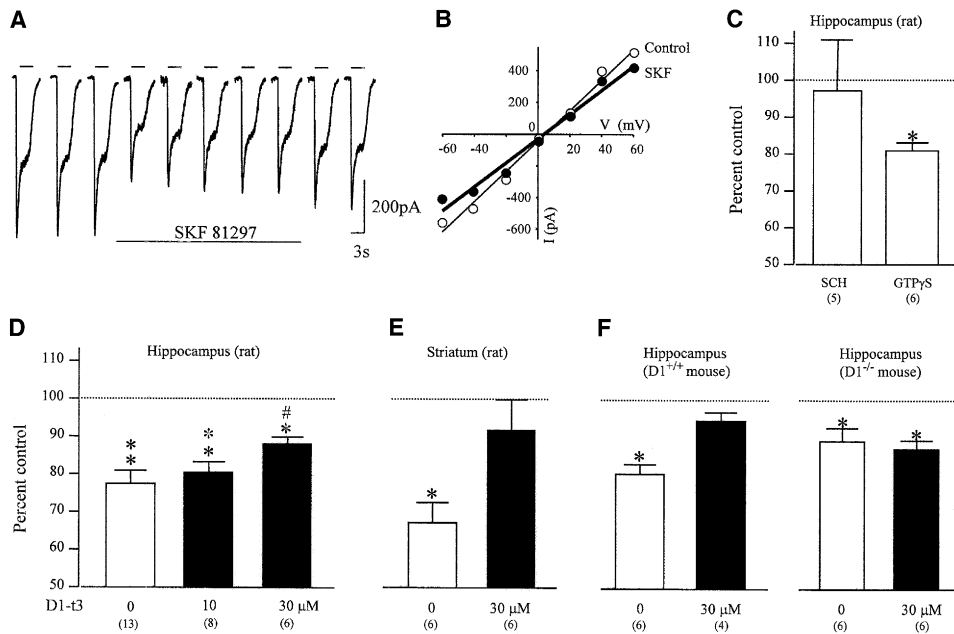 A
SKF 81297
200pA
3s
B
Control
SKF
400
200
0
V (mV)
-60 -40 -20 20 40 60
-200
-400
-600
I (pA)
C
Hippocampus (rat)
Percent control
110
100
90
80
70
60
50
*
SCH GTPγS
(5) (6)
D
Hippocampus (rat)
Percent control
110
100
90
80
70
60
50
* * #
* * *
D1-t3 0 10 30 μM
(13) (8) (6)
E
Striatum (rat)
*
0 30 μM
(6) (6)
F
Hippocampus
(D1+/+ mouse)
*
0 30 μM
(6) (4)
Hippocampus
(D1-/- mouse)
* *
0 30 μM
(6) (6)